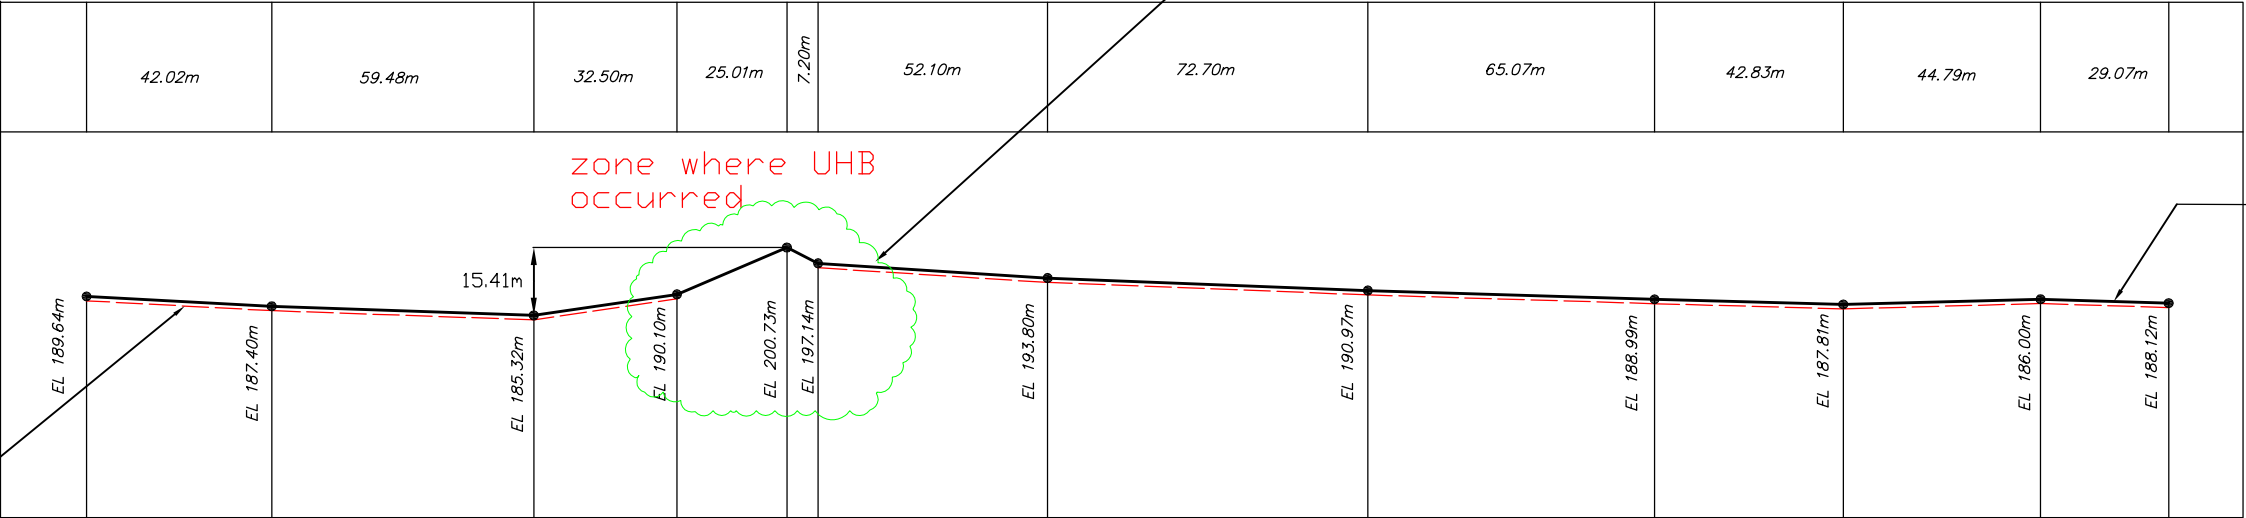 42.02m
59.48m
32.50m
25.01m
7.20m
52.10m
72.70m
65.07m
42.83m
44.79m
29.07m
zone where UHB
occurred
15.41m
EL 189.64m
EL 187.40m
EL 185.32m
EL 190.10m
EL 200.73m
EL 197.14m
EL 193.80m
EL 190.97m
EL 188.99m
EL 187.81m
EL 186.00m
EL 188.12m